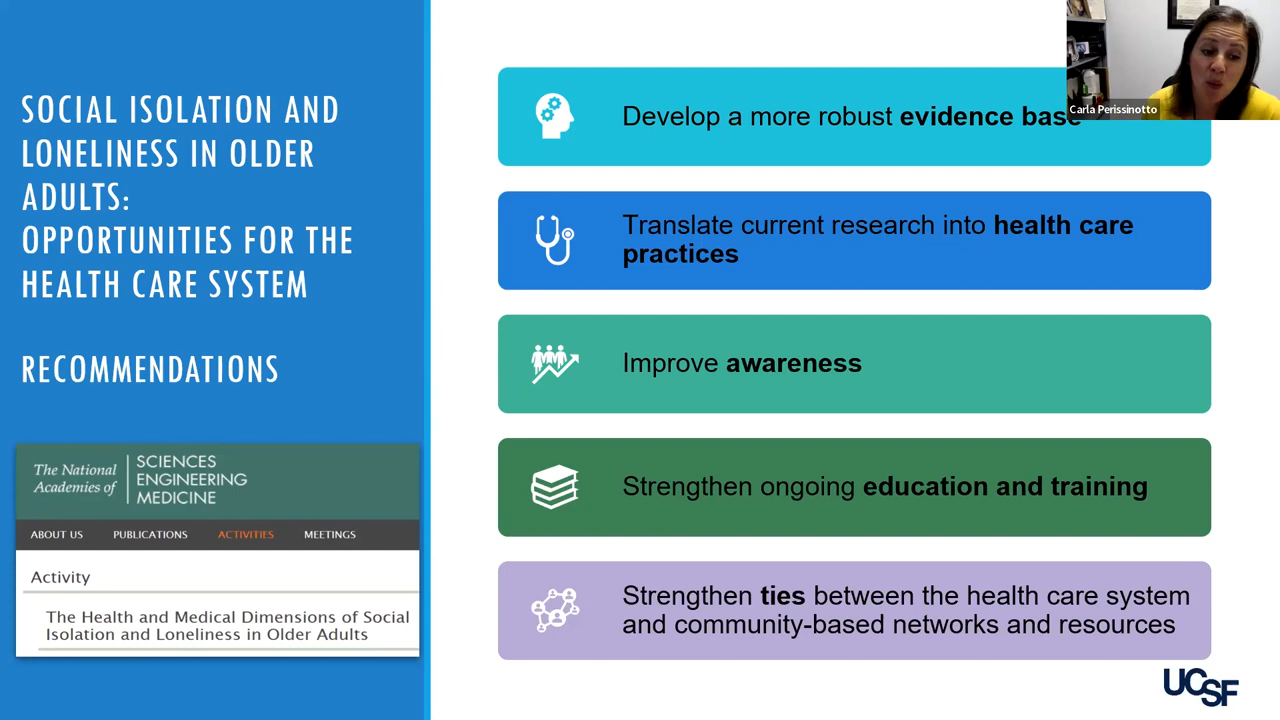 SOCIAL ISOLATION AND
LONELINESS IN OLDER
ADULTS:
OPPORTUNITIES FOR THE
HEALTH CARE SYSTEM
RECOMMENDATIONS
The National
Academies of
SCIENCES
ENGINEERING
MEDICINE
ABOUT US PUBLICATIONS ACTIVITIES MEETINGS
Activity
The Health and Medical Dimensions of Social
Isolation and Loneliness in Older Adults
Develop a more robust evidence base
Translate current research into health care
practices
Improve awareness
Strengthen ongoing education and training
Strengthen ties between the health care system
and community-based networks and resources
Carla Perissinotto
UCSF